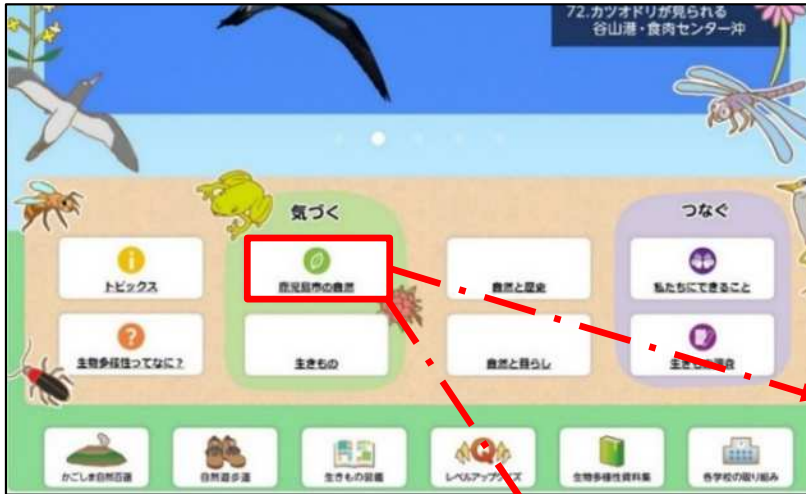 72.カツオドリが見られる
谷山港・食肉センター沖
気づく
つなぐ
トピックス
鹿児島市の自然
自然と歴史
私たちにできること
生物多様性ってなに？
生きもの
自然と暮らし
生きもの
かごしま自然百選
自然遊歩道
生きもの図鑑
レベルアップクイズ
生物多様性資料集
各学校の取り組み